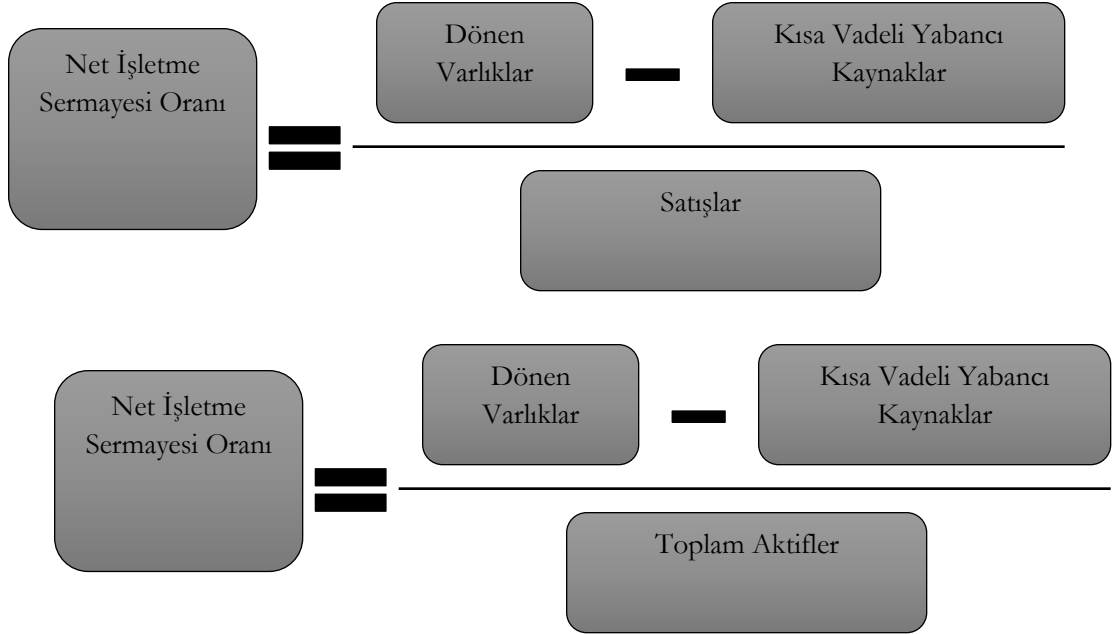 Net İşletme
Sermayesi Oranı
Dönen
Varlıklar
Kısa Vadeli Yabancı
Kaynaklar
Satışlar
Net İşletme
Sermayesi Oranı
Dönen
Varlıklar
Kısa Vadeli Yabancı
Kaynaklar
Toplam Aktifler